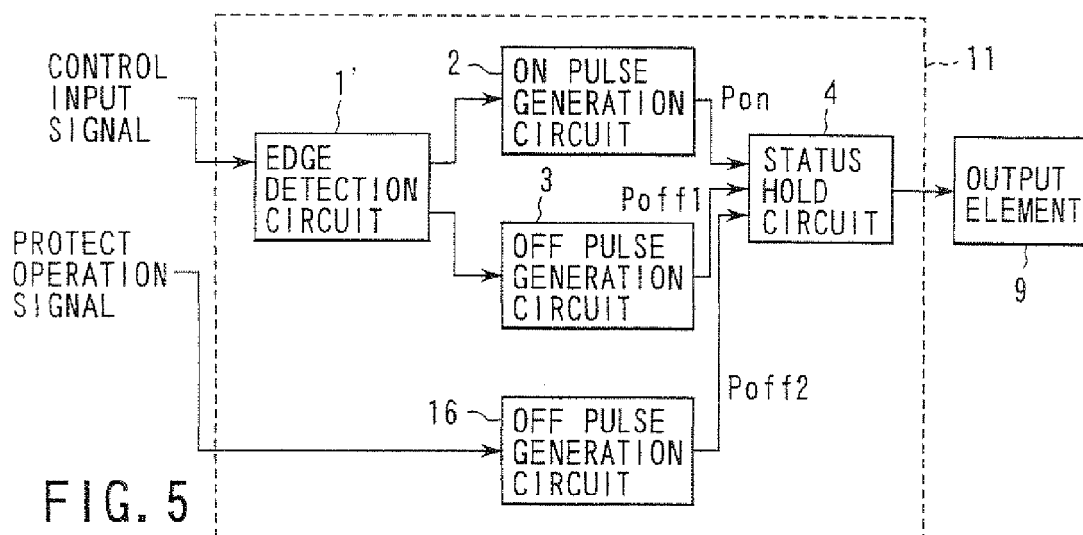 CONTROL
INPUT
SIGNAL
PROTECT
OPERATION
SIGNAL
1'
EDGE
DETECTION
CIRCUIT
2
ON PULSE
GENERATION
CIRCUIT
Pon
3
OFF PULSE
GENERATION
CIRCUIT
Poff1
16
OFF PULSE
GENERATION
CIRCUIT
Poff2
4
STATUS
HOLD
CIRCUIT
11
OUTPUT
ELEMENT
9
FIG. 5